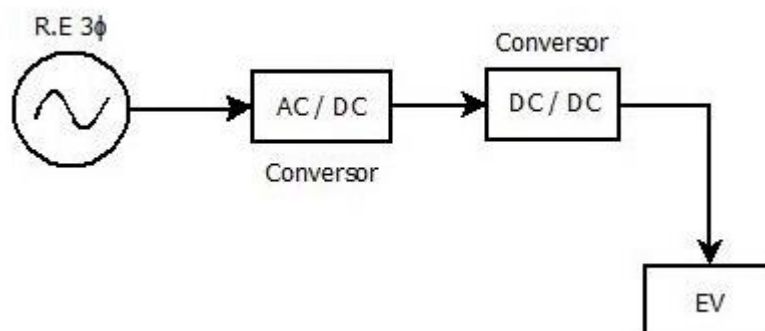 R.E 3ϕ
AC / DC
Conversor
Conversor
DC / DC
EV